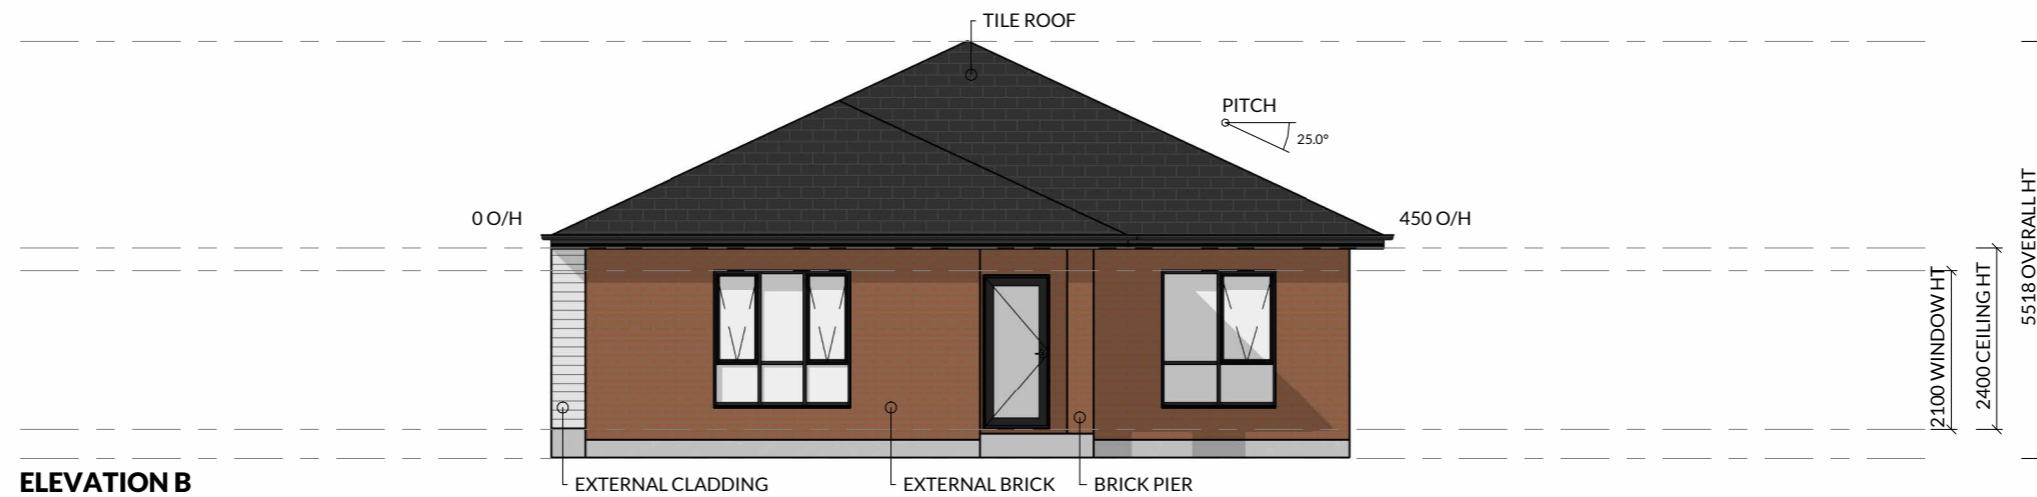 TILE ROOF
PITCH
25.0°
0 O/H
450 O/H
2100 WINDOW HT
2400 CEILING HT
5518 OVERALL HT
ELEVATION B
EXTERNAL CLADDING
EXTERNAL BRICK
BRICK PIER